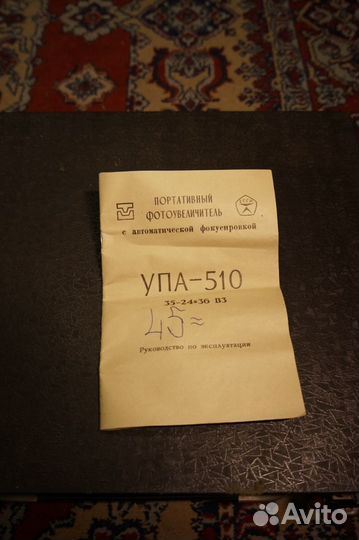 ПОРТАТИВНЫЙ
ФОТОУВЕЛИЧИТЕЛЬ
с автоматической фокусировкой
УПА-510
35-24×36 ВЗ
45=
Руководство по эксплуатации
Avito